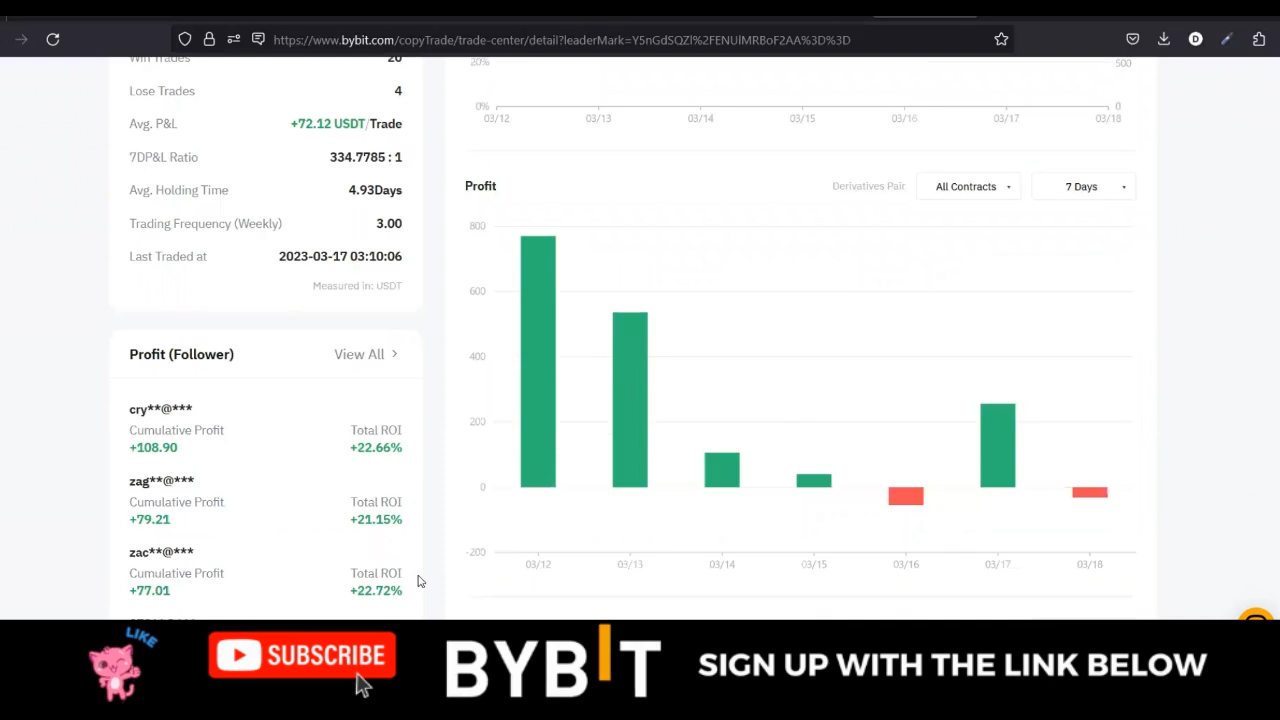 https://www.bybit.com/copyTrade/trade-center/detail?leaderMark=Y5nGdSQZl%2FENUlMRBoF2AA%3D%3D
D
Win Trades 20
Lose Trades 4
Avg. P&L +72.12 USDT/Trade
7DP&L Ratio 334.7785 : 1
Avg. Holding Time 4.93Days
Trading Frequency (Weekly) 3.00
Last Traded at 2023-03-17 03:10:06
Measured in: USDT
Profit (Follower) View All >
cry**@***
Cumulative Profit Total ROI
+108.90 +22.66%
zag**@***
Cumulative Profit Total ROI
+79.21 +21.15%
zac**@***
Cumulative Profit Total ROI
+77.01 +22.72%
20% 500
0% 0
03/12 03/13 03/14 03/15 03/16 03/17 03/18
Profit Derivatives Pair All Contracts 7 Days
800
600
400
200
0
-200
03/12 03/13 03/14 03/15 03/16 03/17 03/18
LIKE
SUBSCRIBE
BYBIT
SIGN UP WITH THE LINK BELOW